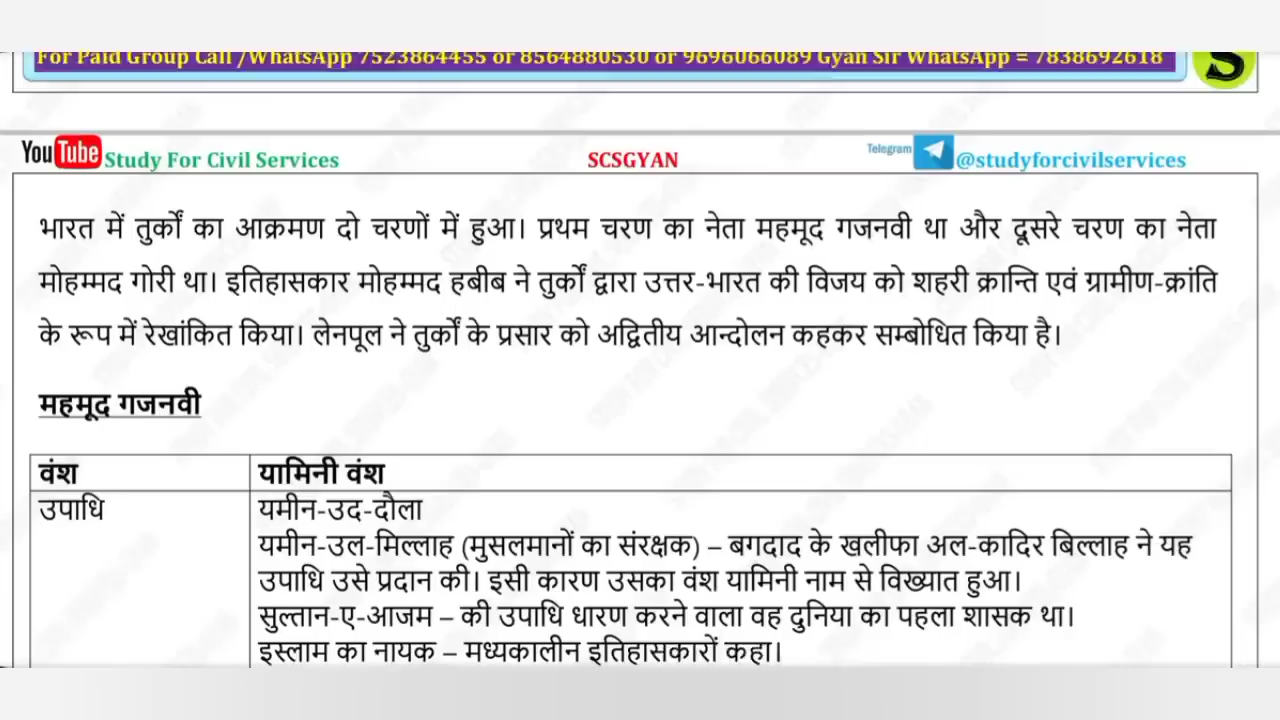 For Paid Group Call /WhatsApp 7523864455 or 8564880530 or 9696066089 Gyan Sir WhatsApp = 7838692618
S
YouTube Study For Civil Services SCSGYAN Telegram @studyforcivilservices
भारत में तुर्कों का आक्रमण दो चरणों में हुआ। प्रथम चरण का नेता महमूद गजनवी था और दूसरे चरण का नेता
मोहम्मद गोरी था। इतिहासकार मोहम्मद हबीब ने तुर्कों द्वारा उत्तर-भारत की विजय को शहरी क्रान्ति एवं ग्रामीण-क्रांति
के रूप में रेखांकित किया। लेनपूल ने तुर्कों के प्रसार को अद्वितीय आन्दोलन कहकर सम्बोधित किया है।
महमूद गजनवी
वंश यामिनी वंश
उपाधि यमीन-उद-दौला
यमीन-उल-मिल्लाह (मुसलमानों का संरक्षक) – बगदाद के खलीफा अल-कादिर बिल्लाह ने यह
उपाधि उसे प्रदान की। इसी कारण उसका वंश यामिनी नाम से विख्यात हुआ।
सुल्तान-ए-आजम – की उपाधि धारण करने वाला वह दुनिया का पहला शासक था।
इस्लाम का नायक – मध्यकालीन इतिहासकारों कहा।